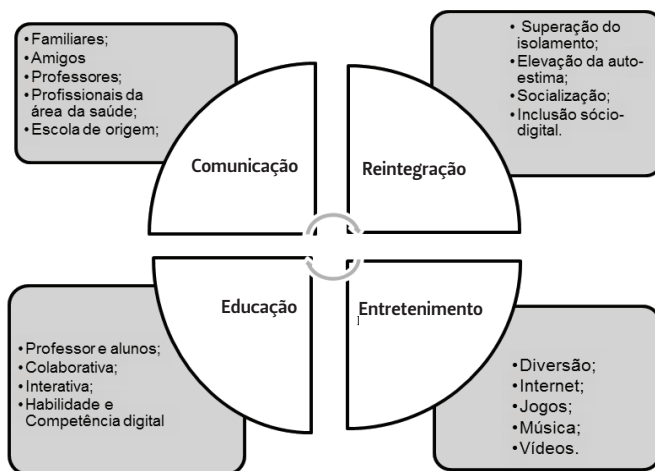 • Familiares;
• Amigos
• Professores;
• Profissionais da
área da saúde;
• Escola de origem;
• Superação do
isolamento;
• Elevação da auto-
estima;
• Socialização;
• Inclusão sócio-
digital.
Comunicação
Reintegração
Educação
Entretenimento
• Professor e alunos;
• Colaborativa;
• Interativa;
• Habilidade e
Competência digital
• Diversão;
• Internet;
• Jogos;
• Música;
• Vídeos.